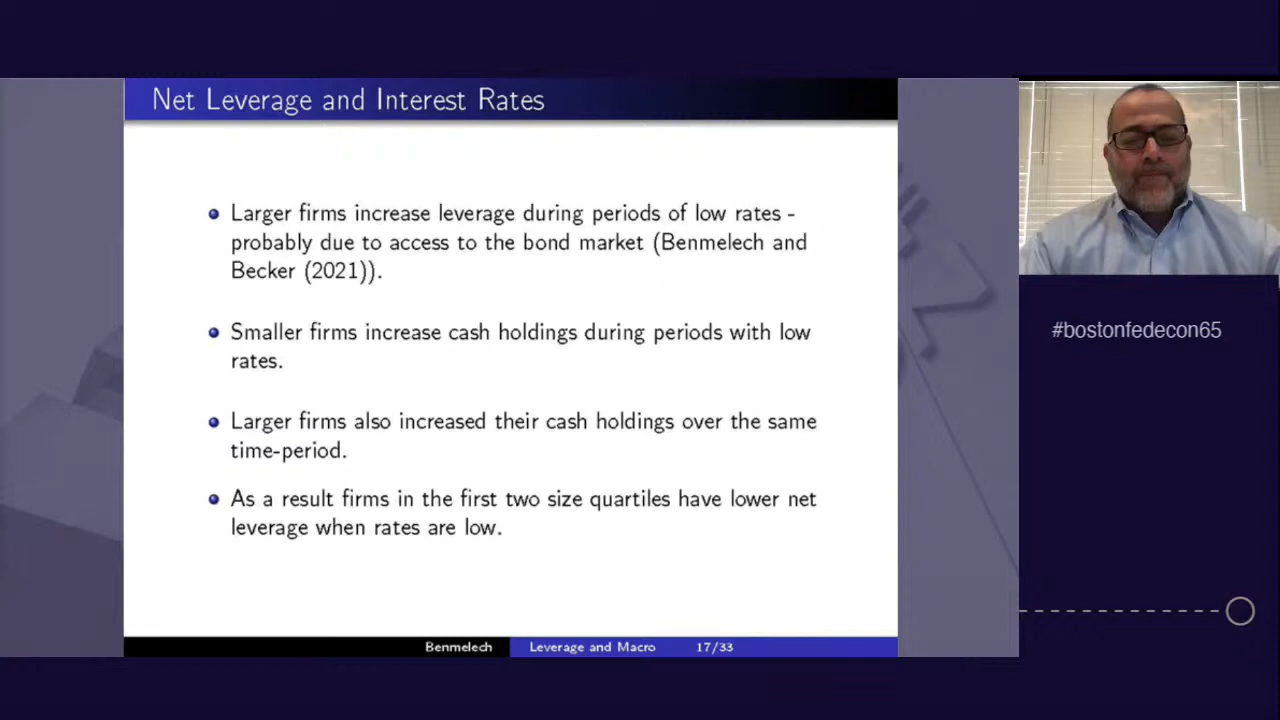 Net Leverage and Interest Rates
Larger firms increase leverage during periods of low rates -
probably due to access to the bond market (Benmelech and
Becker (2021)).
Smaller firms increase cash holdings during periods with low
rates.
Larger firms also increased their cash holdings over the same
time-period.
As a result firms in the first two size quartiles have lower net
leverage when rates are low.
Benmelech
Leverage and Macro
17/33
#bostonfedecon65